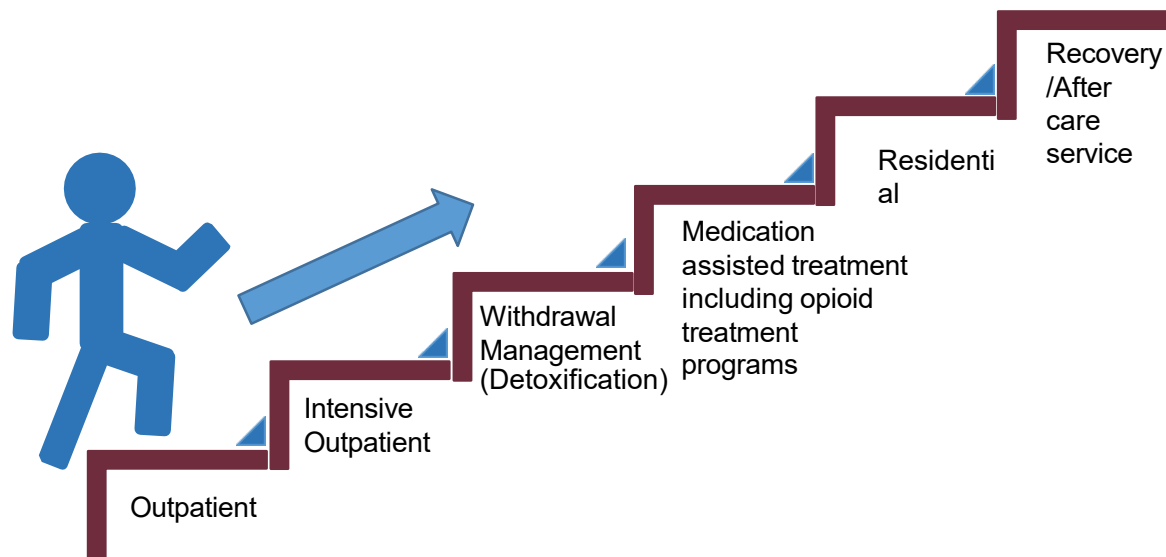 Outpatient
Intensive
Outpatient
Withdrawal
Management
(Detoxification)
Medication
assisted treatment
including opioid
treatment
programs
Residenti
al
Recovery
/After
care
service